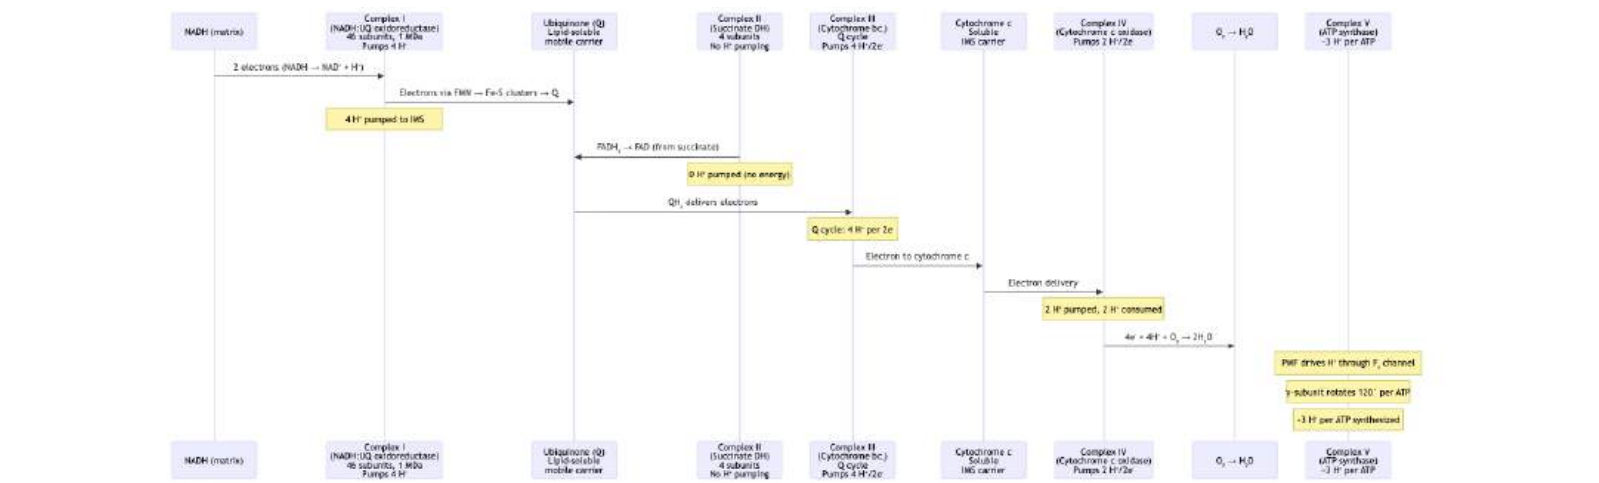 NADH (matrix)
Complex I
(NADH:UQ oxidoreductase)
46 subunits, 1 MDa
Pumps 4 H⁺
Ubiquinone (Q)
Lipid-soluble
mobile carrier
Complex II
(Succinate DH)
4 subunits
No H⁺ pumping
Complex III
(Cytochrome bc₁)
Q cycle
Pumps 4 H⁺/2e⁻
Cytochrome c
Soluble
IMS carrier
Complex IV
(Cytochrome c oxidase)
Pumps 2 H⁺/2e⁻
O₂ → H₂O
Complex V
(ATP synthase)
~3 H⁺ per ATP
2 electrons (NADH → NAD⁺ + H⁺)
Electrons via FMN → Fe-S clusters → Q
4 H⁺ pumped to IMS
FADH₂ → FAD (from succinate)
0 H⁺ pumped (no energy)
QH₂ delivers electrons
Q cycle: 4 H⁺ per 2e⁻
Electron to cytochrome c
Electron delivery
2 H⁺ pumped, 2 H⁺ consumed
4e⁻ + 4H⁺ + O₂ → 2H₂O
PMF drives H⁺ through F₀ channel
γ-subunit rotates 120° per ATP
~3 H⁺ per ATP synthesized
NADH (matrix)
Complex I
(NADH:UQ oxidoreductase)
46 subunits, 1 MDa
Pumps 4 H⁺
Ubiquinone (Q)
Lipid-soluble
mobile carrier
Complex II
(Succinate DH)
4 subunits
No H⁺ pumping
Complex III
(Cytochrome bc₁)
Q cycle
Pumps 4 H⁺/2e⁻
Cytochrome c
Soluble
IMS carrier
Complex IV
(Cytochrome c oxidase)
Pumps 2 H⁺/2e⁻
O₂ → H₂O
Complex V
(ATP synthase)
~3 H⁺ per ATP